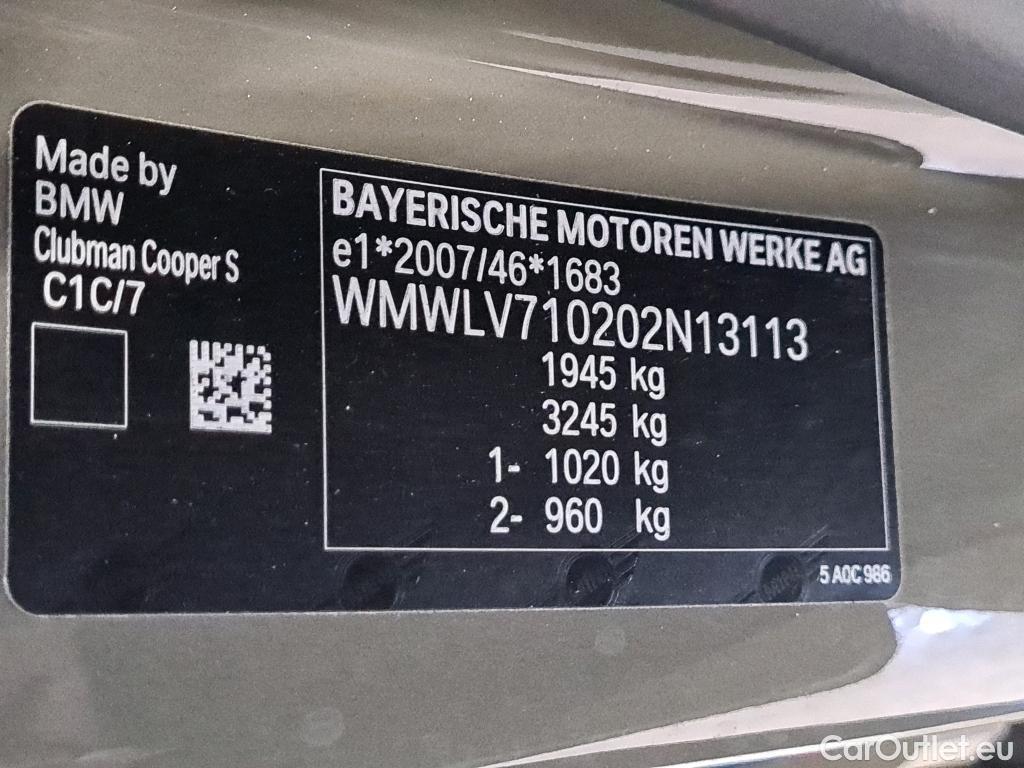 Made by
BMW
Clubman Cooper S
C1C/7
BAYERISCHE MOTOREN WERKE AG
e1*2007/46*1683
WMWLV710202N13113
1945 kg
3245 kg
1- 1020 kg
2- 960 kg
5 A0C 986
CarOutlet.eu